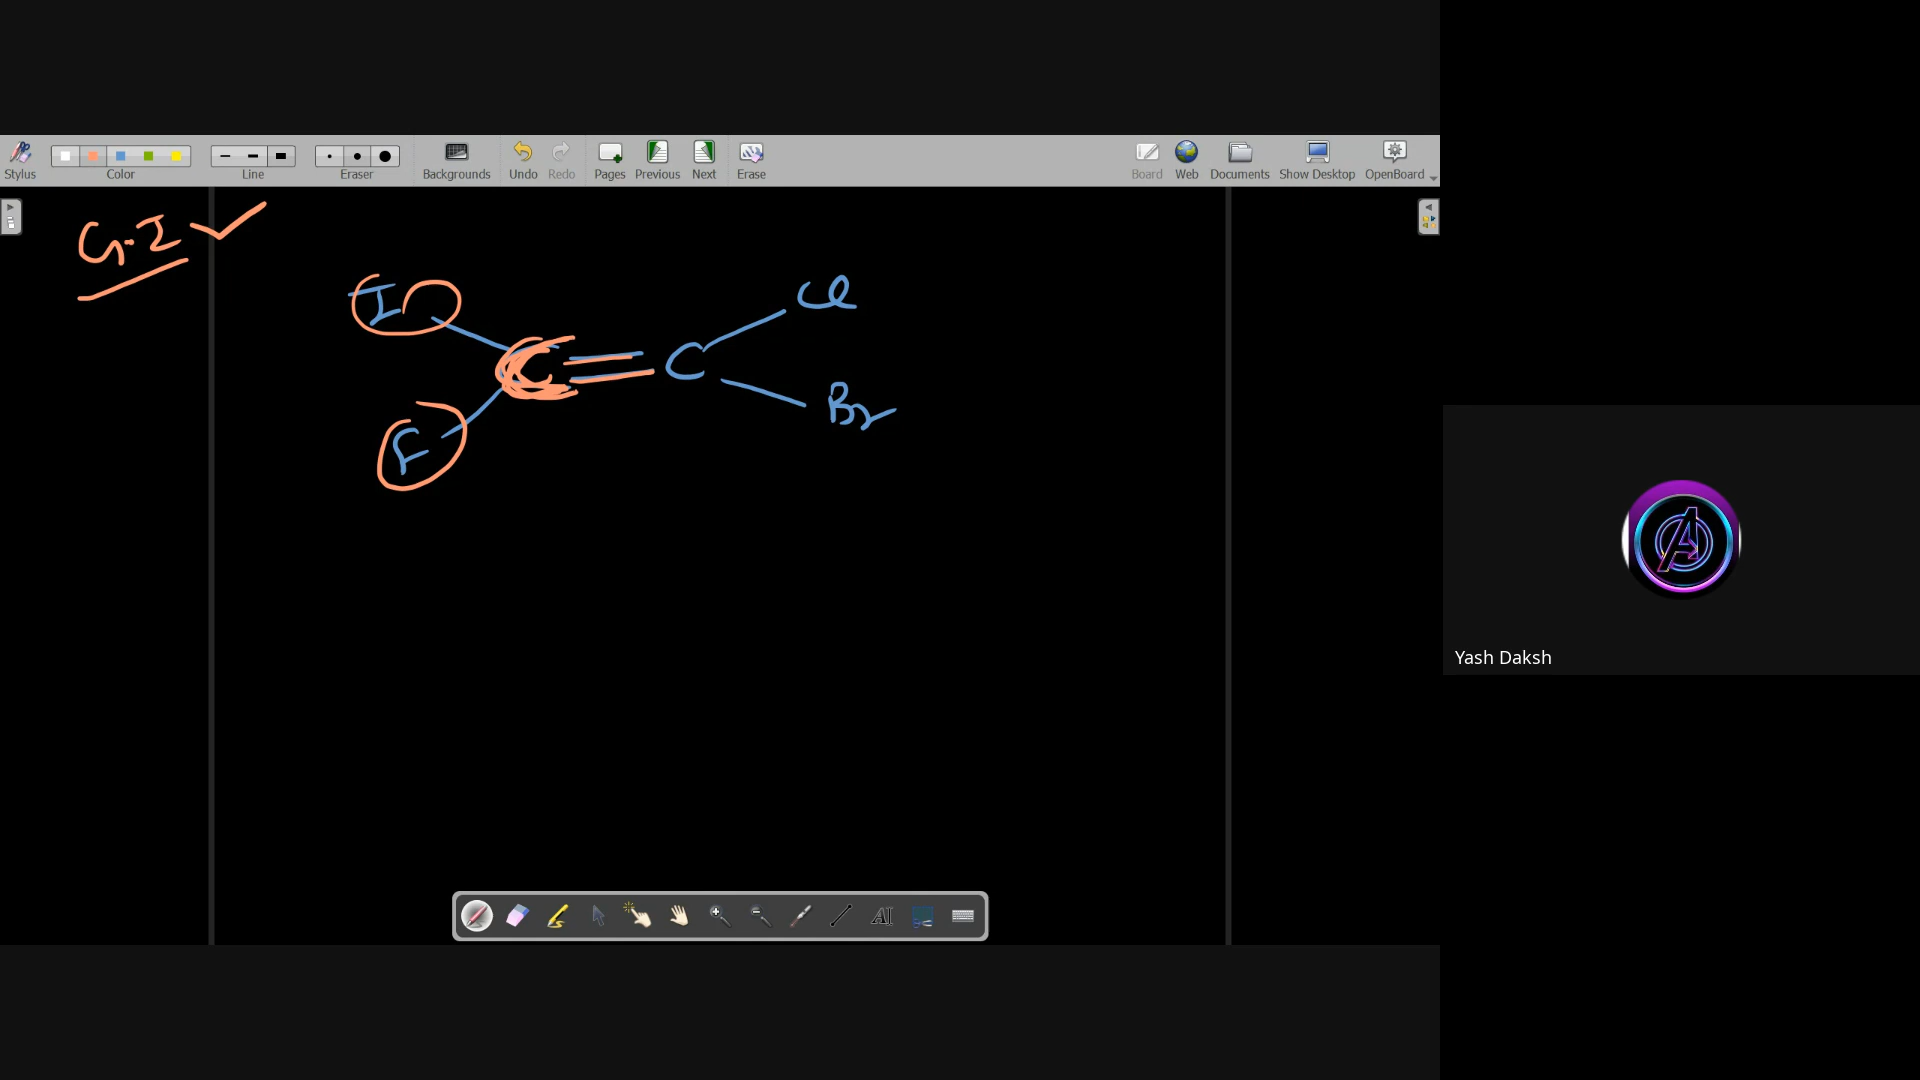 Stylus
Color
Line
Eraser
Backgrounds
Undo
Redo
Pages
Previous
Next
Erase
Board
Web
Documents
Show Desktop
OpenBoard
G.I
I
Cl
C = C
F
Br
Yash Daksh